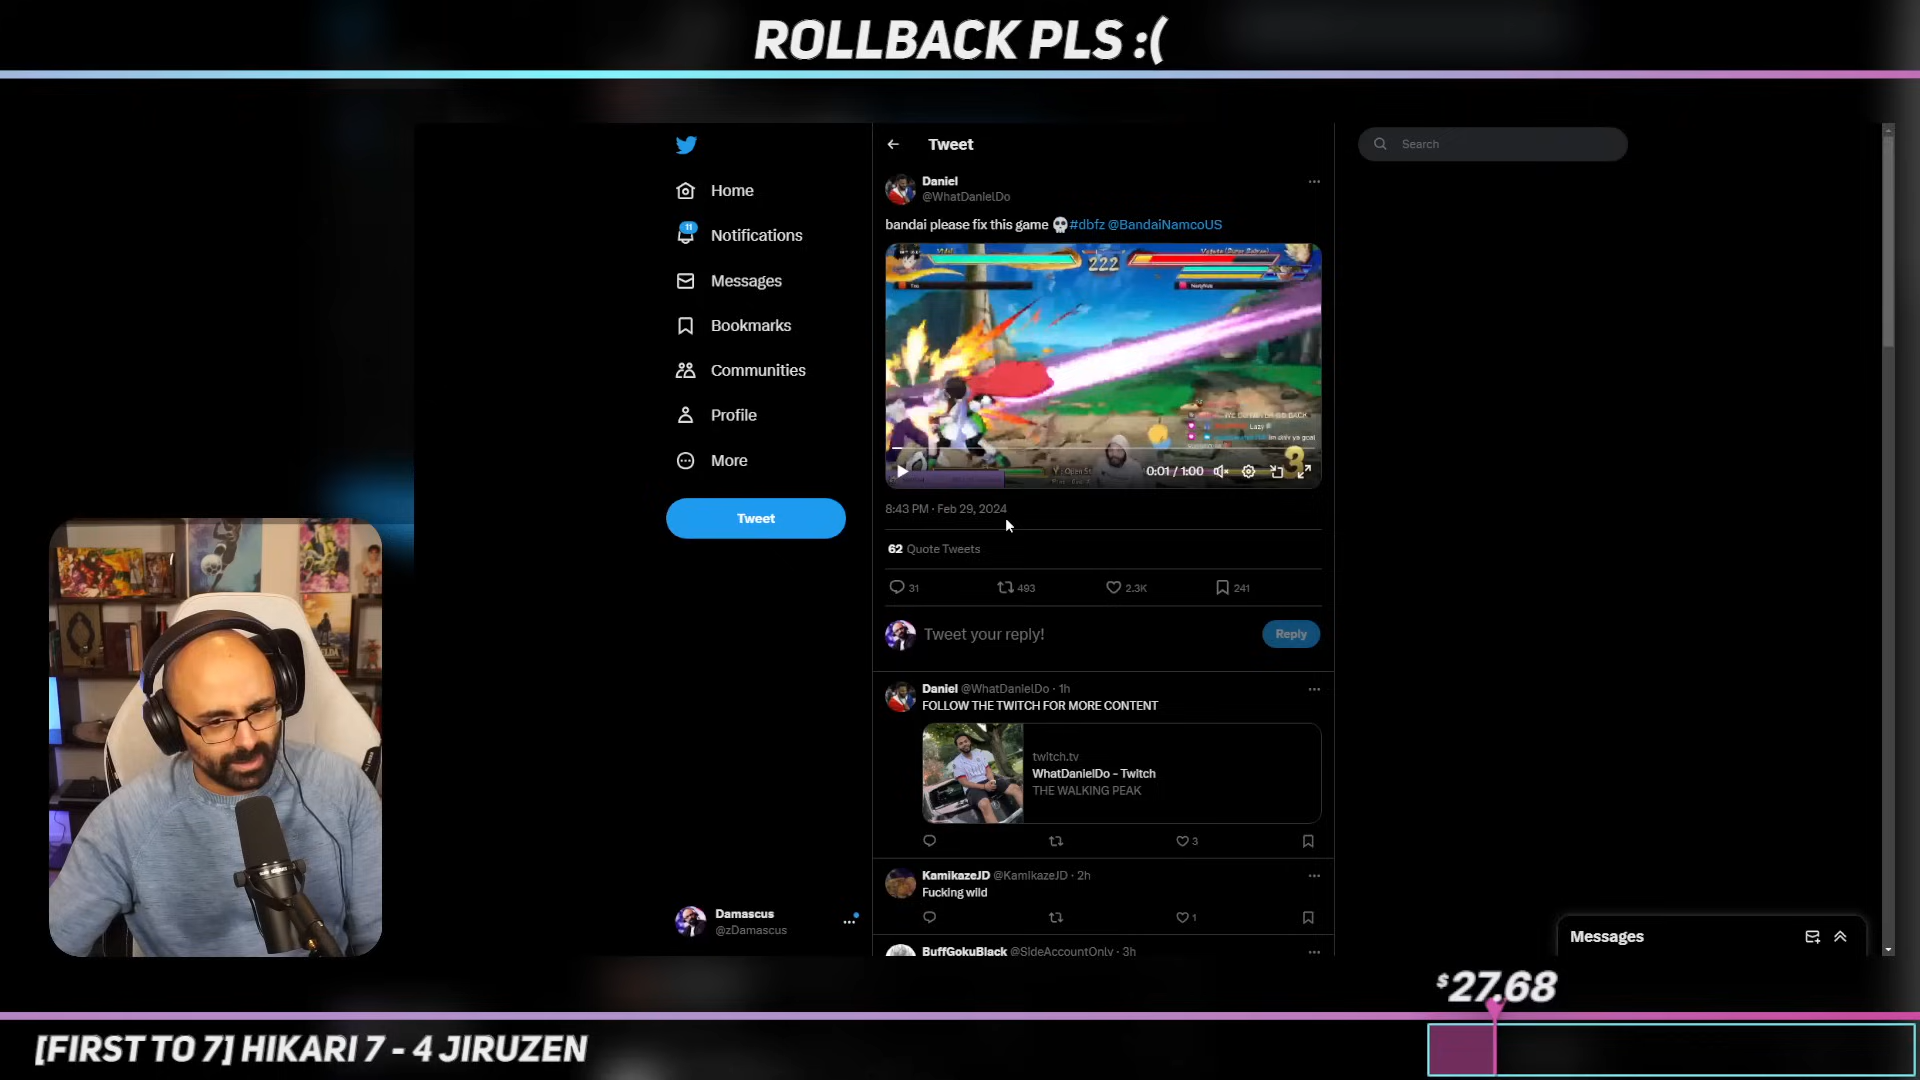 ROLLBACK PLS :(
Tweet
Search
Daniel
@WhatDanielDo
bandai please fix this game 💀#dbfz @BandaiNamcoUS
222
0:01 / 1:00
3
8:43 PM · Feb 29, 2024
62 Quote Tweets
31 493 2.3K 241
Tweet your reply!
Reply
Daniel @WhatDanielDo · 1h
FOLLOW THE TWITCH FOR MORE CONTENT
twitch.tv
WhatDanielDo - Twitch
THE WALKING PEAK
3
KamikazeJD @KamikazeJD · 2h
Fucking wild
1
BuffGokuBlack @SideAccountOnly · 3h
Home
11
Notifications
Messages
Bookmarks
Communities
Profile
More
Tweet
Damascus
@zDamascus
Messages
$27.68
[FIRST TO 7] HIKARI 7 - 4 JIRUZEN